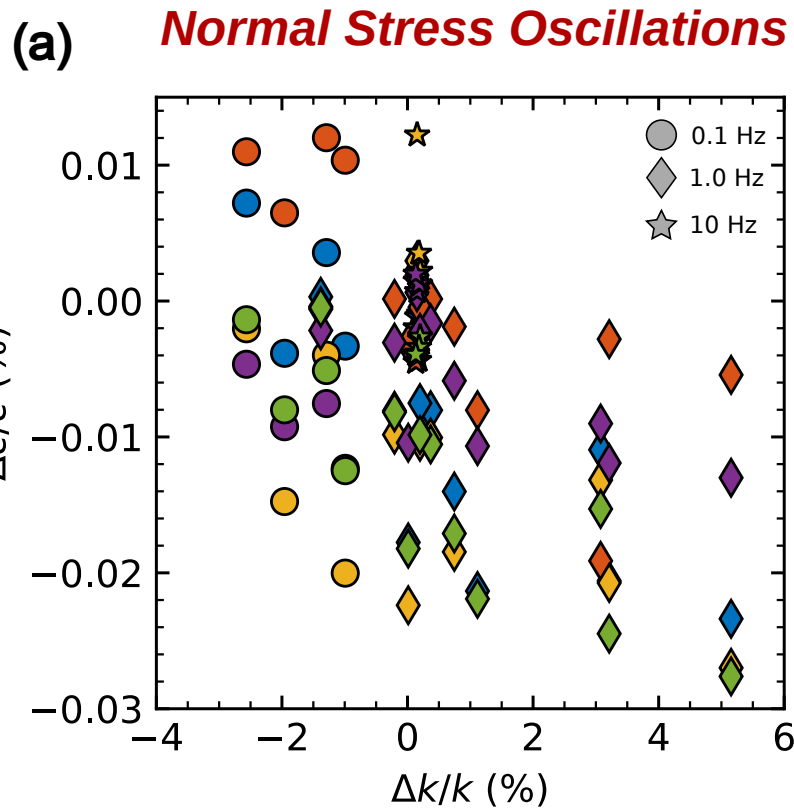 (a) Normal Stress Oscillations
0.1 Hz
1.0 Hz
10 Hz
0.01
0.00
−0.01
−0.02
−0.03
−4 −2 0 2 4 6
Δk/k (%)